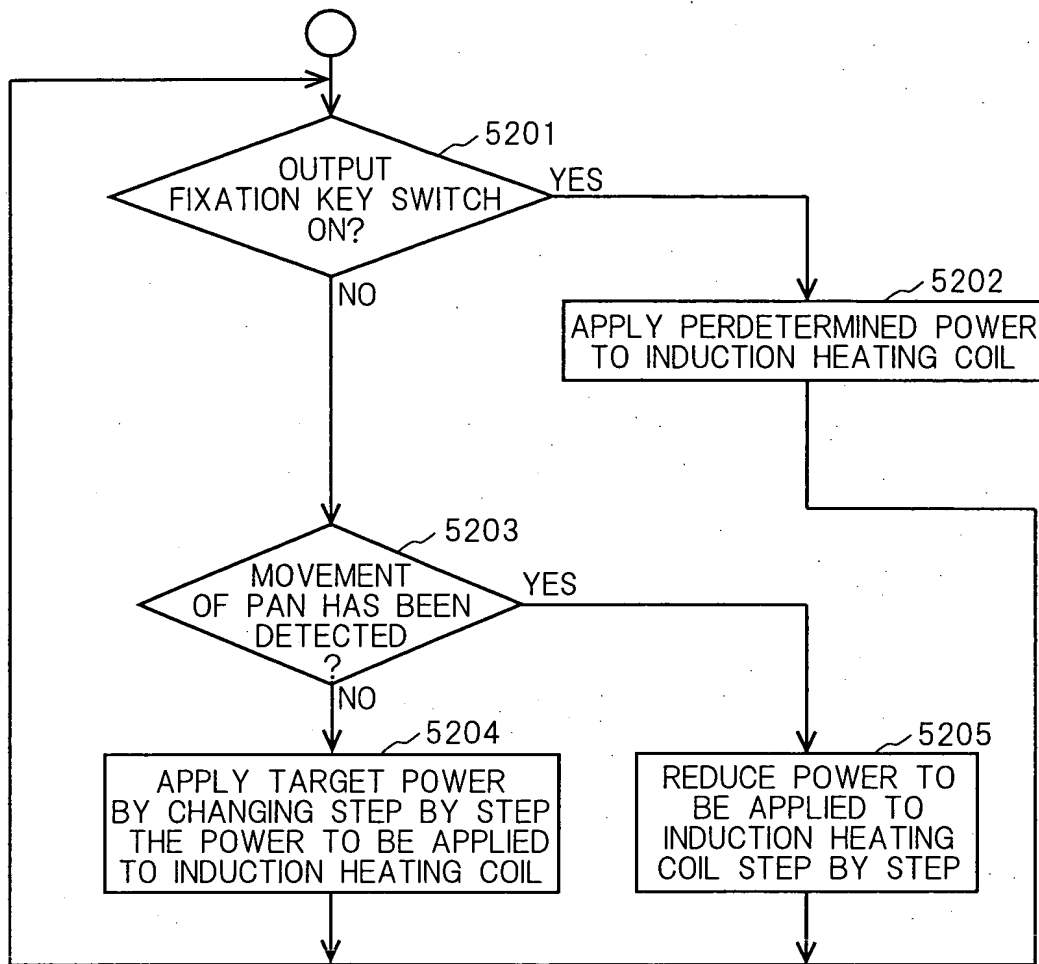 5201
OUTPUT
FIXATION KEY SWITCH
ON?
YES
NO
5202
APPLY PERDETERMINED POWER
TO INDUCTION HEATING COIL
5203
MOVEMENT
OF PAN HAS BEEN
DETECTED
?
YES
NO
5204
APPLY TARGET POWER
BY CHANGING STEP BY STEP
THE POWER TO BE APPLIED
TO INDUCTION HEATING COIL
5205
REDUCE POWER TO
BE APPLIED TO
INDUCTION HEATING
COIL STEP BY STEP